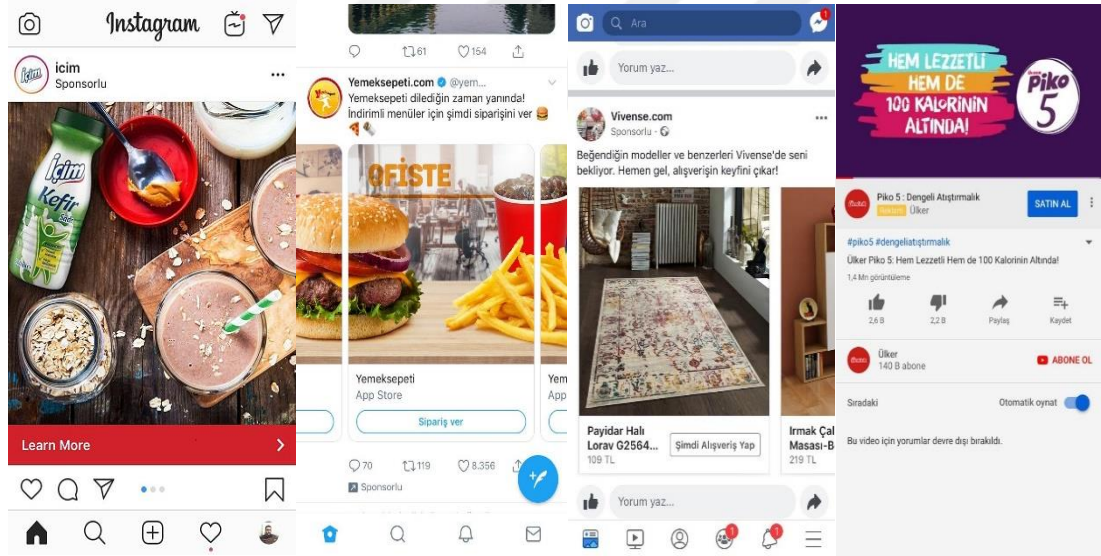 Instagram
icim
Sponsorlu
içim
Kefir
Sade
Learn More
61
154
Yemeksepeti.com @yem...
Yemeksepeti dilediğin zaman yanında!
İndirimli menüler için şimdi siparişini ver
OFİSTE
Yemeksepeti
App Store
Sipariş ver
Yem
App
70
119
8.356
Sponsorlu
Ara
1
Yorum yaz...
Vivense.com
Sponsorlu
Beğendiğin modeller ve benzerleri Vivense'de seni
bekliyor. Hemen gel, alışverişin keyfini çıkar!
Payidar Halı
Lorav G2564...
109 TL
Şimdi Alışveriş Yap
Irmak Çal
Masası-B
219 TL
Yorum yaz...
1
1
HEM LEZZETLİ
HEM DE
100 KALORİNİN
ALTINDA!
Piko
5
Piko 5 : Dengeli Atıştırmalık
Reklam Ülker
SATIN AL
#piko5 #dengeliatıştırmalık
Ülker Piko 5: Hem Lezzetli Hem de 100 Kalorinin Altında!
1,4 Mn görüntüleme
2,6 B
2,2 B
Paylaş
Kaydet
Ülker
140 B abone
ABONE OL
Sıradaki
Otomatik oynat
Bu video için yorumlar devre dışı bırakıldı.